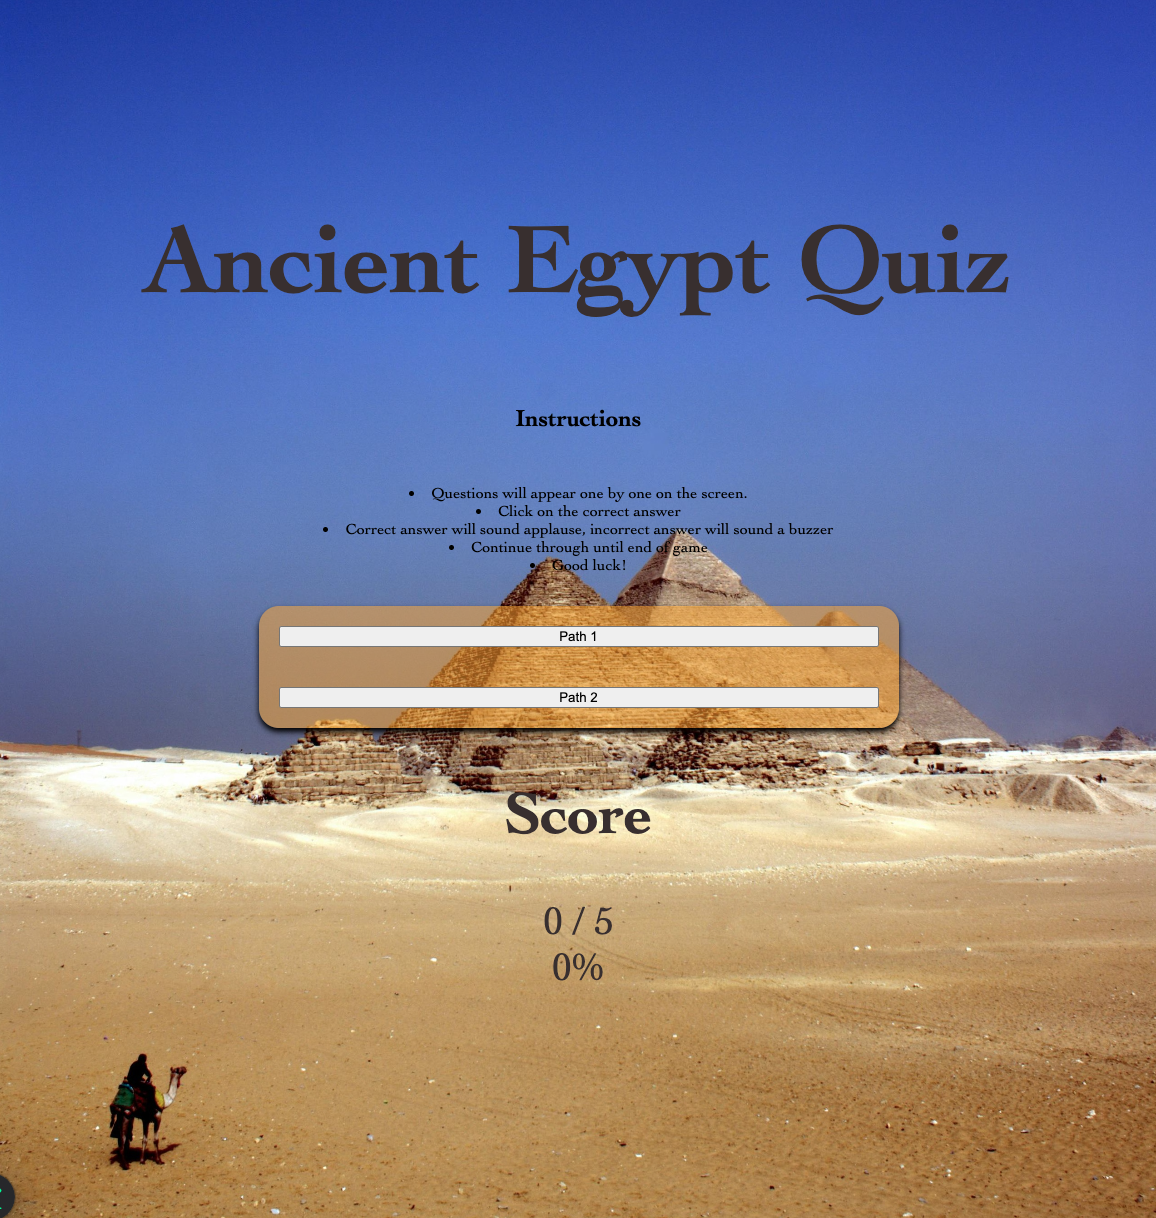 Ancient Egypt Quiz
Instructions
• Questions will appear one by one on the screen.
• Click on the correct answer
• Correct answer will sound applause, incorrect answer will sound a buzzer
• Continue through until end of game
• Good luck!
Path 1
Path 2
Score
0 / 5
0%